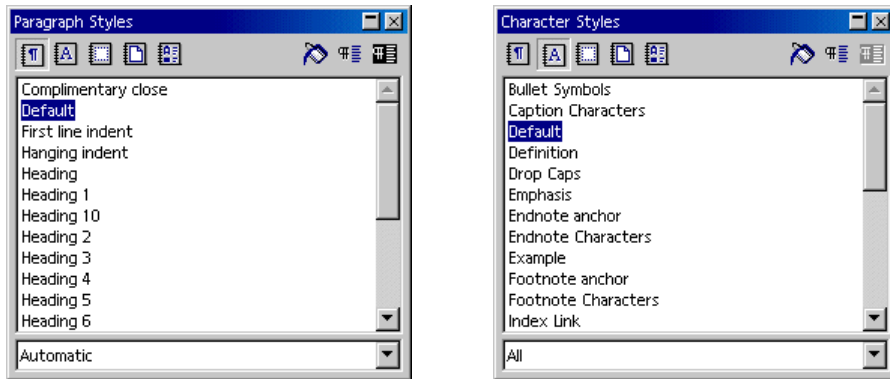 Paragraph Styles
Complimentary close
Default
First line indent
Hanging indent
Heading
Heading 1
Heading 10
Heading 2
Heading 3
Heading 4
Heading 5
Heading 6
Automatic
Character Styles
Bullet Symbols
Caption Characters
Default
Definition
Drop Caps
Emphasis
Endnote anchor
Endnote Characters
Example
Footnote anchor
Footnote Characters
Index Link
All